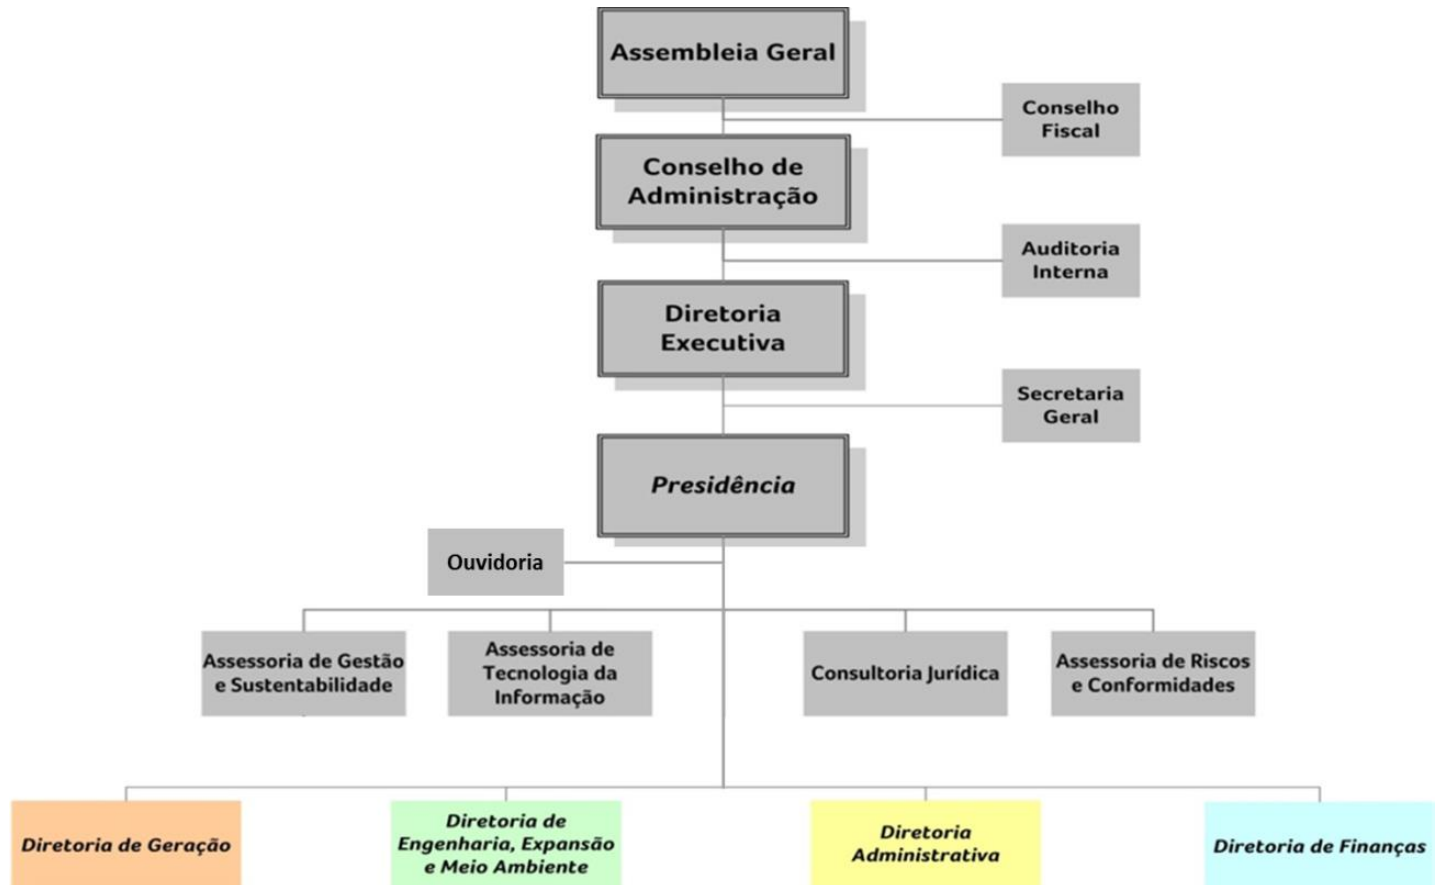 Assembleia Geral
Conselho
Fiscal
Conselho de
Administração
Auditoria
Interna
Diretoria
Executiva
Secretaria
Geral
Presidência
Ouvidoria
Assessoria de Gestão
e Sustentabilidade
Assessoria de
Tecnologia da
Informação
Consultoria Jurídica
Assessoria de Riscos
e Conformidades
Diretoria de Geração
Diretoria de
Engenharia, Expansão
e Meio Ambiente
Diretoria
Administrativa
Diretoria de Finanças